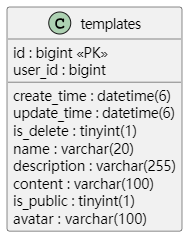 C templates
id : bigint «PK»
user_id : bigint
create_time : datetime(6)
update_time : datetime(6)
is_delete : tinyint(1)
name : varchar(20)
description : varchar(255)
content : varchar(100)
is_public : tinyint(1)
avatar : varchar(100)